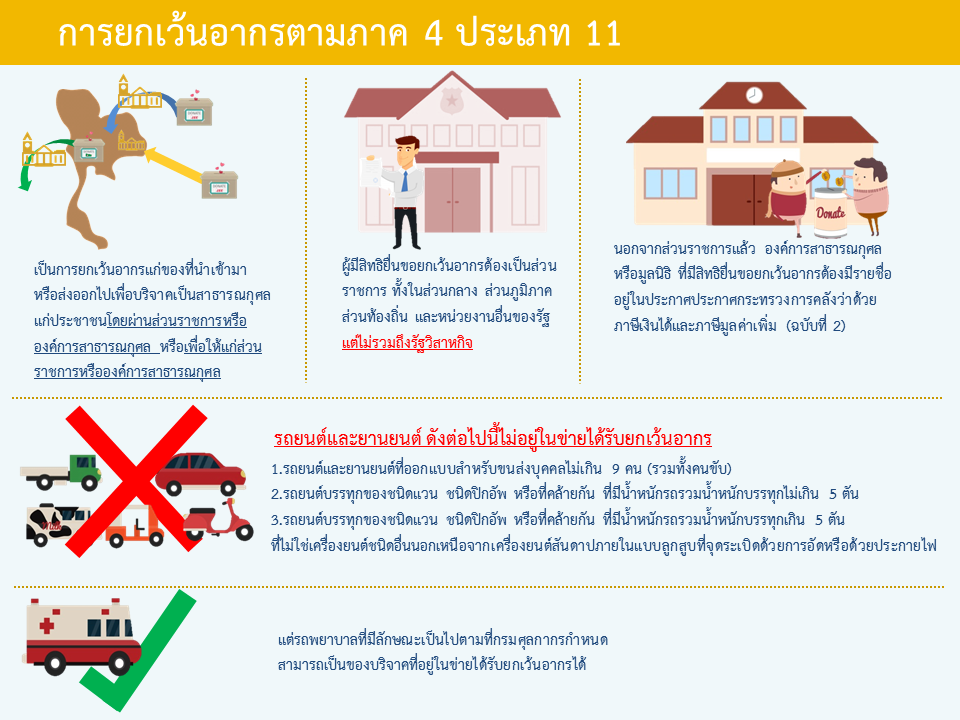 การยกเว้นอากรตามภาค 4 ประเภท 11
เป็นการยกเว้นอากรแก่ของที่นำเข้ามา
หรือส่งออกไปเพื่อบริจาคเป็นสาธารณกุศล
แก่ประชาชนโดยผ่านส่วนราชการหรือ
องค์การสาธารณกุศล หรือเพื่อให้แก่ส่วน
ราชการหรือองค์การสาธารณกุศล
ผู้มีสิทธิยื่นขอยกเว้นอากรต้องเป็นส่วน
ราชการ ทั้งในส่วนกลาง ส่วนภูมิภาค
ส่วนท้องถิ่น และหน่วยงานอื่นของรัฐ
แต่ไม่รวมถึงรัฐวิสาหกิจ
Donate
นอกจากส่วนราชการแล้ว องค์การสาธารณกุศล
หรือมูลนิธิ ที่มีสิทธิยื่นขอยกเว้นอากรต้องมีรายชื่อ
อยู่ในประกาศประกาศกระทรวงการคลังว่าด้วย
ภาษีเงินได้และภาษีมูลค่าเพิ่ม (ฉบับที่ 2)
รถยนต์และยานยนต์ ดังต่อไปนี้ไม่อยู่ในข่ายได้รับยกเว้นอากร
1.รถยนต์และยานยนต์ที่ออกแบบสำหรับขนส่งบุคคลไม่เกิน 9 คน (รวมทั้งคนขับ)
2.รถยนต์บรรทุกของชนิดแวน ชนิดปิกอัพ หรือที่คล้ายกัน ที่มีน้ำหนักรถรวมน้ำหนักบรรทุกไม่เกิน 5 ตัน
3.รถยนต์บรรทุกของชนิดแวน ชนิดปิกอัพ หรือที่คล้ายกัน ที่มีน้ำหนักรถรวมน้ำหนักบรรทุกเกิน 5 ตัน
ที่ไม่ใช่เครื่องยนต์ชนิดอื่นนอกเหนือจากเครื่องยนต์สันดาปภายในแบบลูกสูบที่จุดระเบิดด้วยการอัดหรือด้วยประกายไฟ
แต่รถพยาบาลที่มีลักษณะเป็นไปตามที่กรมศุลกากรกำหนด
สามารถเป็นของบริจาคที่อยู่ในข่ายได้รับยกเว้นอากรได้